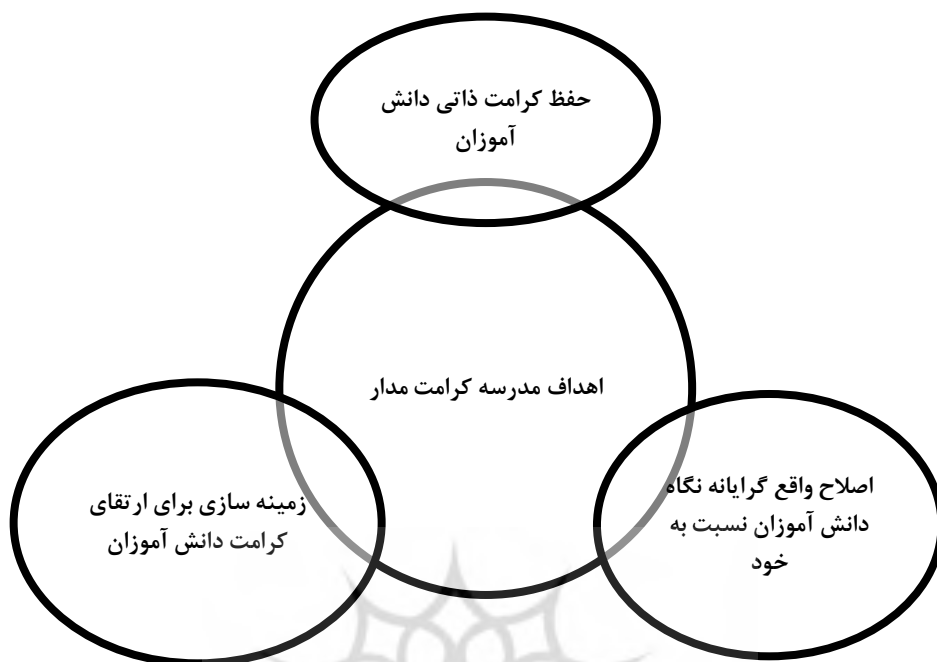 حفظ کرامت ذاتی دانش
آموزان
اهداف مدرسه کرامت مدار
اصلاح واقع گرایانه نگاه
دانش آموزان نسبت به
خود
زمینه سازی برای ارتقای
کرامت دانش آموزان